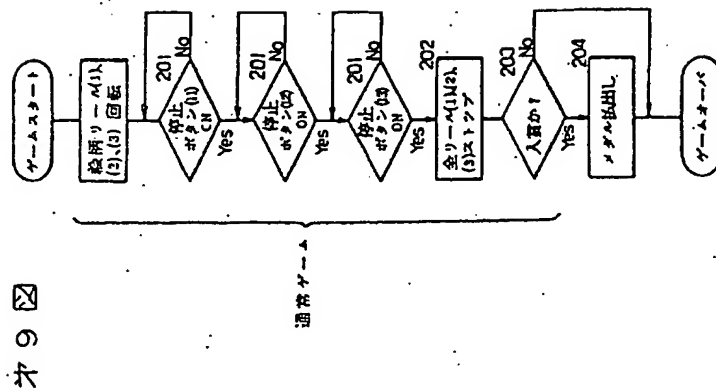 第9図
ゲームスタート
絵柄リール(1)、
(2)、(3) 回転
停止
ボタン(11)
ON
201
No
Yes
停止
ボタン(12)
ON
201
No
Yes
停止
ボタン(13)
ON
201
No
Yes
全リール(1)(2)、
(3)ストップ
202
入賞か?
203
No
Yes
メダル払出し
204
ゲームオーバ
通常ゲーム